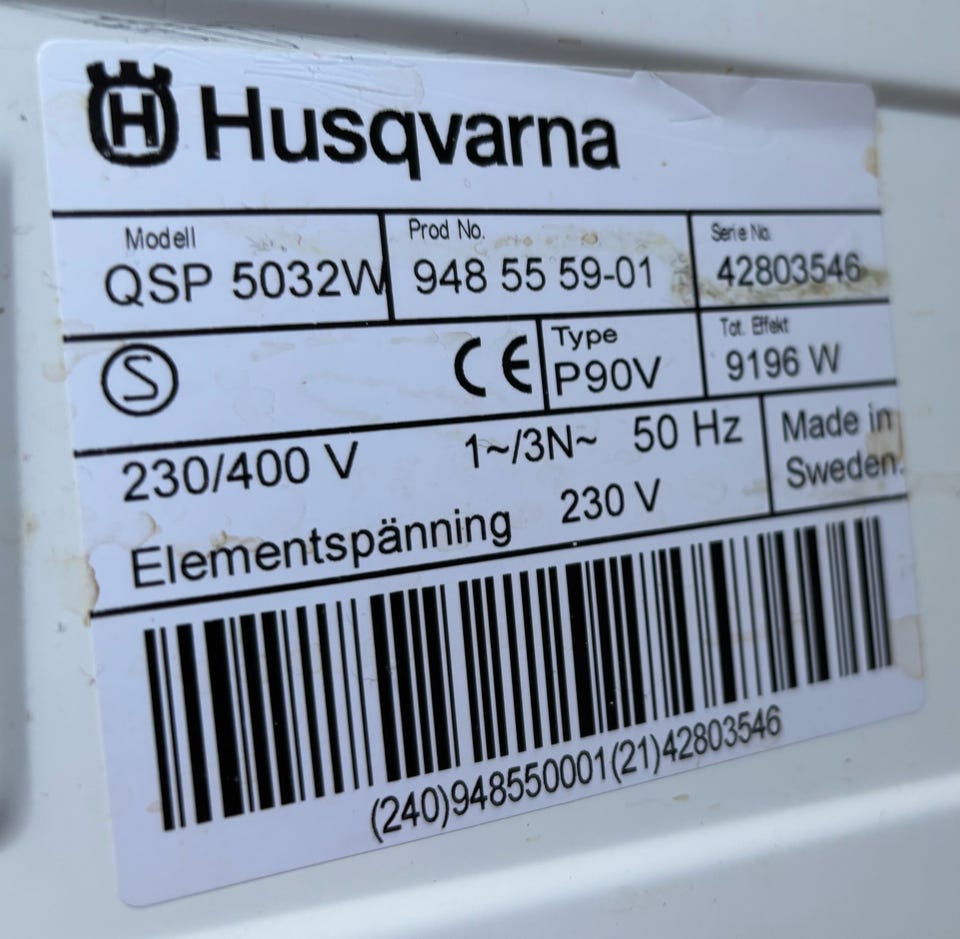 H Husqvarna
Modell
QSP 5032W
Prod No.
948 55 59-01
Serie No.
42803546
S
CE
Type
P90V
Tot. Effekt
9196 W
230/400 V 1~/3N~ 50 Hz
Elementspänning 230 V
Made in
Sweden.
(240)948550001(21)42803546